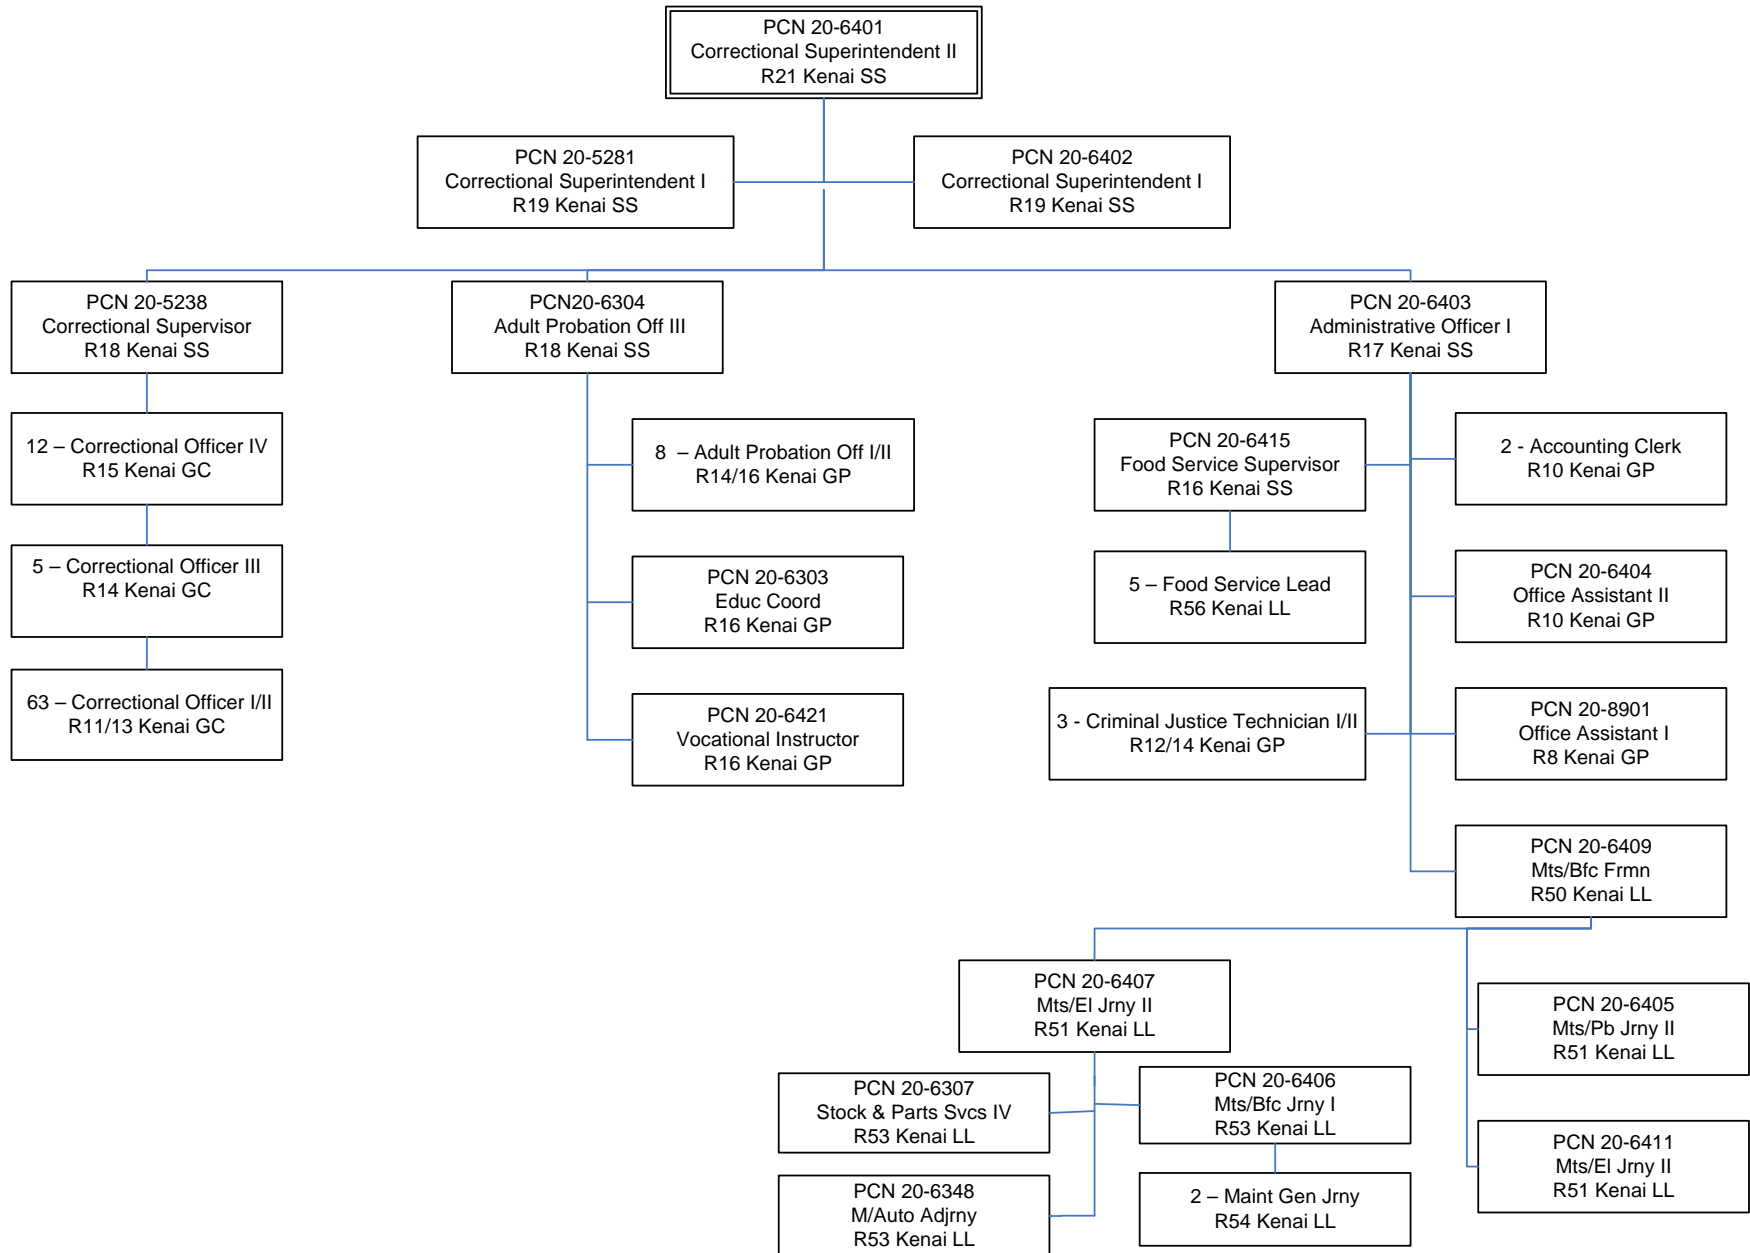 PCN 20-6401
Correctional Superintendent II
R21 Kenai SS
PCN 20-5281
Correctional Superintendent I
R19 Kenai SS
PCN 20-6402
Correctional Superintendent I
R19 Kenai SS
PCN 20-5238
Correctional Supervisor
R18 Kenai SS
PCN20-6304
Adult Probation Off III
R18 Kenai SS
PCN 20-6403
Administrative Officer I
R17 Kenai SS
12 – Correctional Officer IV
R15 Kenai GC
5 – Correctional Officer III
R14 Kenai GC
63 – Correctional Officer I/II
R11/13 Kenai GC
8  – Adult Probation Off I/II
R14/16 Kenai GP
PCN 20-6303
Educ Coord
R16 Kenai GP
PCN 20-6421
Vocational Instructor
R16 Kenai GP
PCN 20-6415
Food Service Supervisor
R16 Kenai SS
5 – Food Service Lead
R56 Kenai LL
3 - Criminal Justice Technician I/II
R12/14 Kenai GP
2 - Accounting Clerk
R10 Kenai GP
PCN 20-6404
Office Assistant II
R10 Kenai GP
PCN 20-8901
Office Assistant I
R8 Kenai GP
PCN 20-6409
Mts/Bfc Frmn
R50 Kenai LL
PCN 20-6407
Mts/El Jrny II
R51 Kenai LL
PCN 20-6405
Mts/Pb Jrny II
R51 Kenai LL
PCN 20-6307
Stock & Parts Svcs IV
R53 Kenai LL
PCN 20-6406
Mts/Bfc Jrny I
R53 Kenai LL
PCN 20-6411
Mts/El Jrny II
R51 Kenai LL
PCN 20-6348
M/Auto Adjrny
R53 Kenai LL
2 – Maint Gen Jrny
R54 Kenai LL